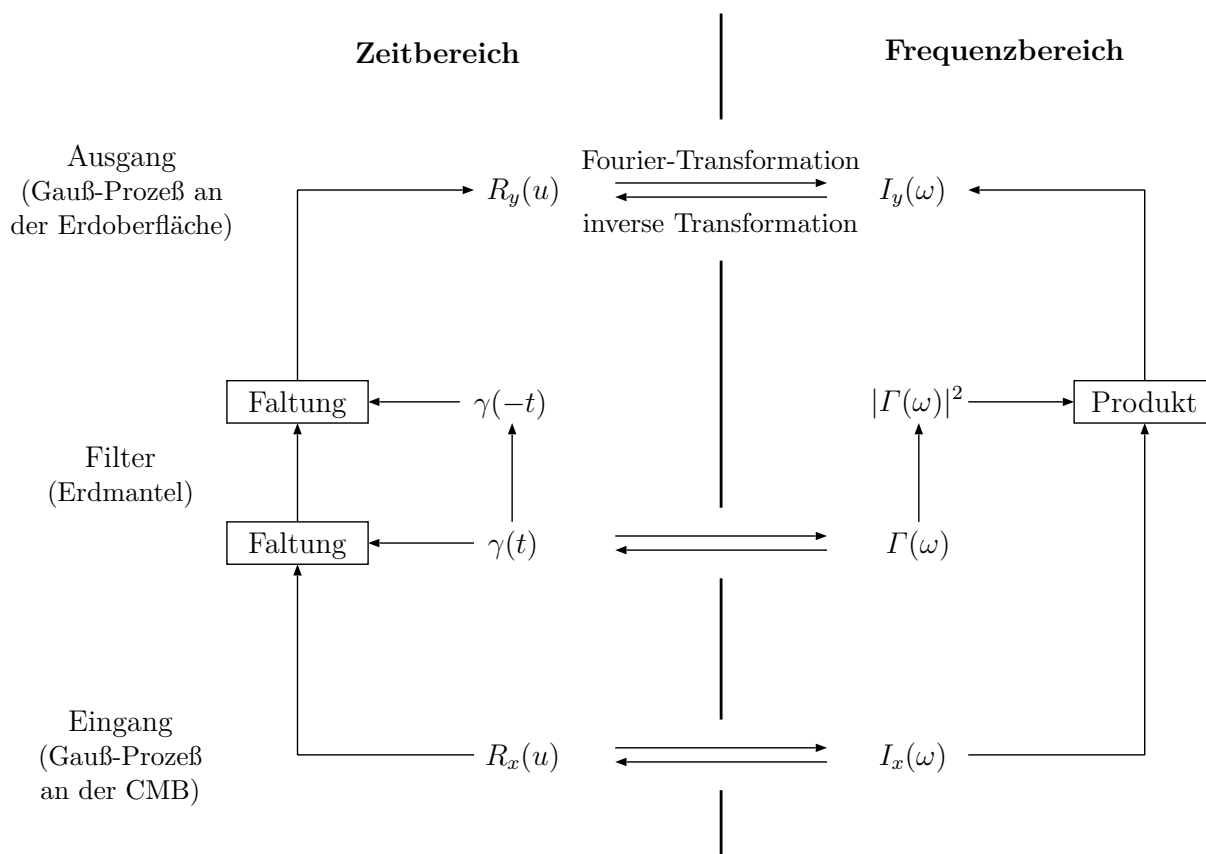 Zeitbereich
Frequenzbereich
Ausgang
(Gauß-Prozeß an
der Erdoberfläche)
R_y(u)
Fourier-Transformation
inverse Transformation
I_y(ω)
Faltung
γ(−t)
|Γ(ω)|²
Produkt
Filter
(Erdmantel)
Faltung
γ(t)
Γ(ω)
Eingang
(Gauß-Prozeß
an der CMB)
R_x(u)
I_x(ω)